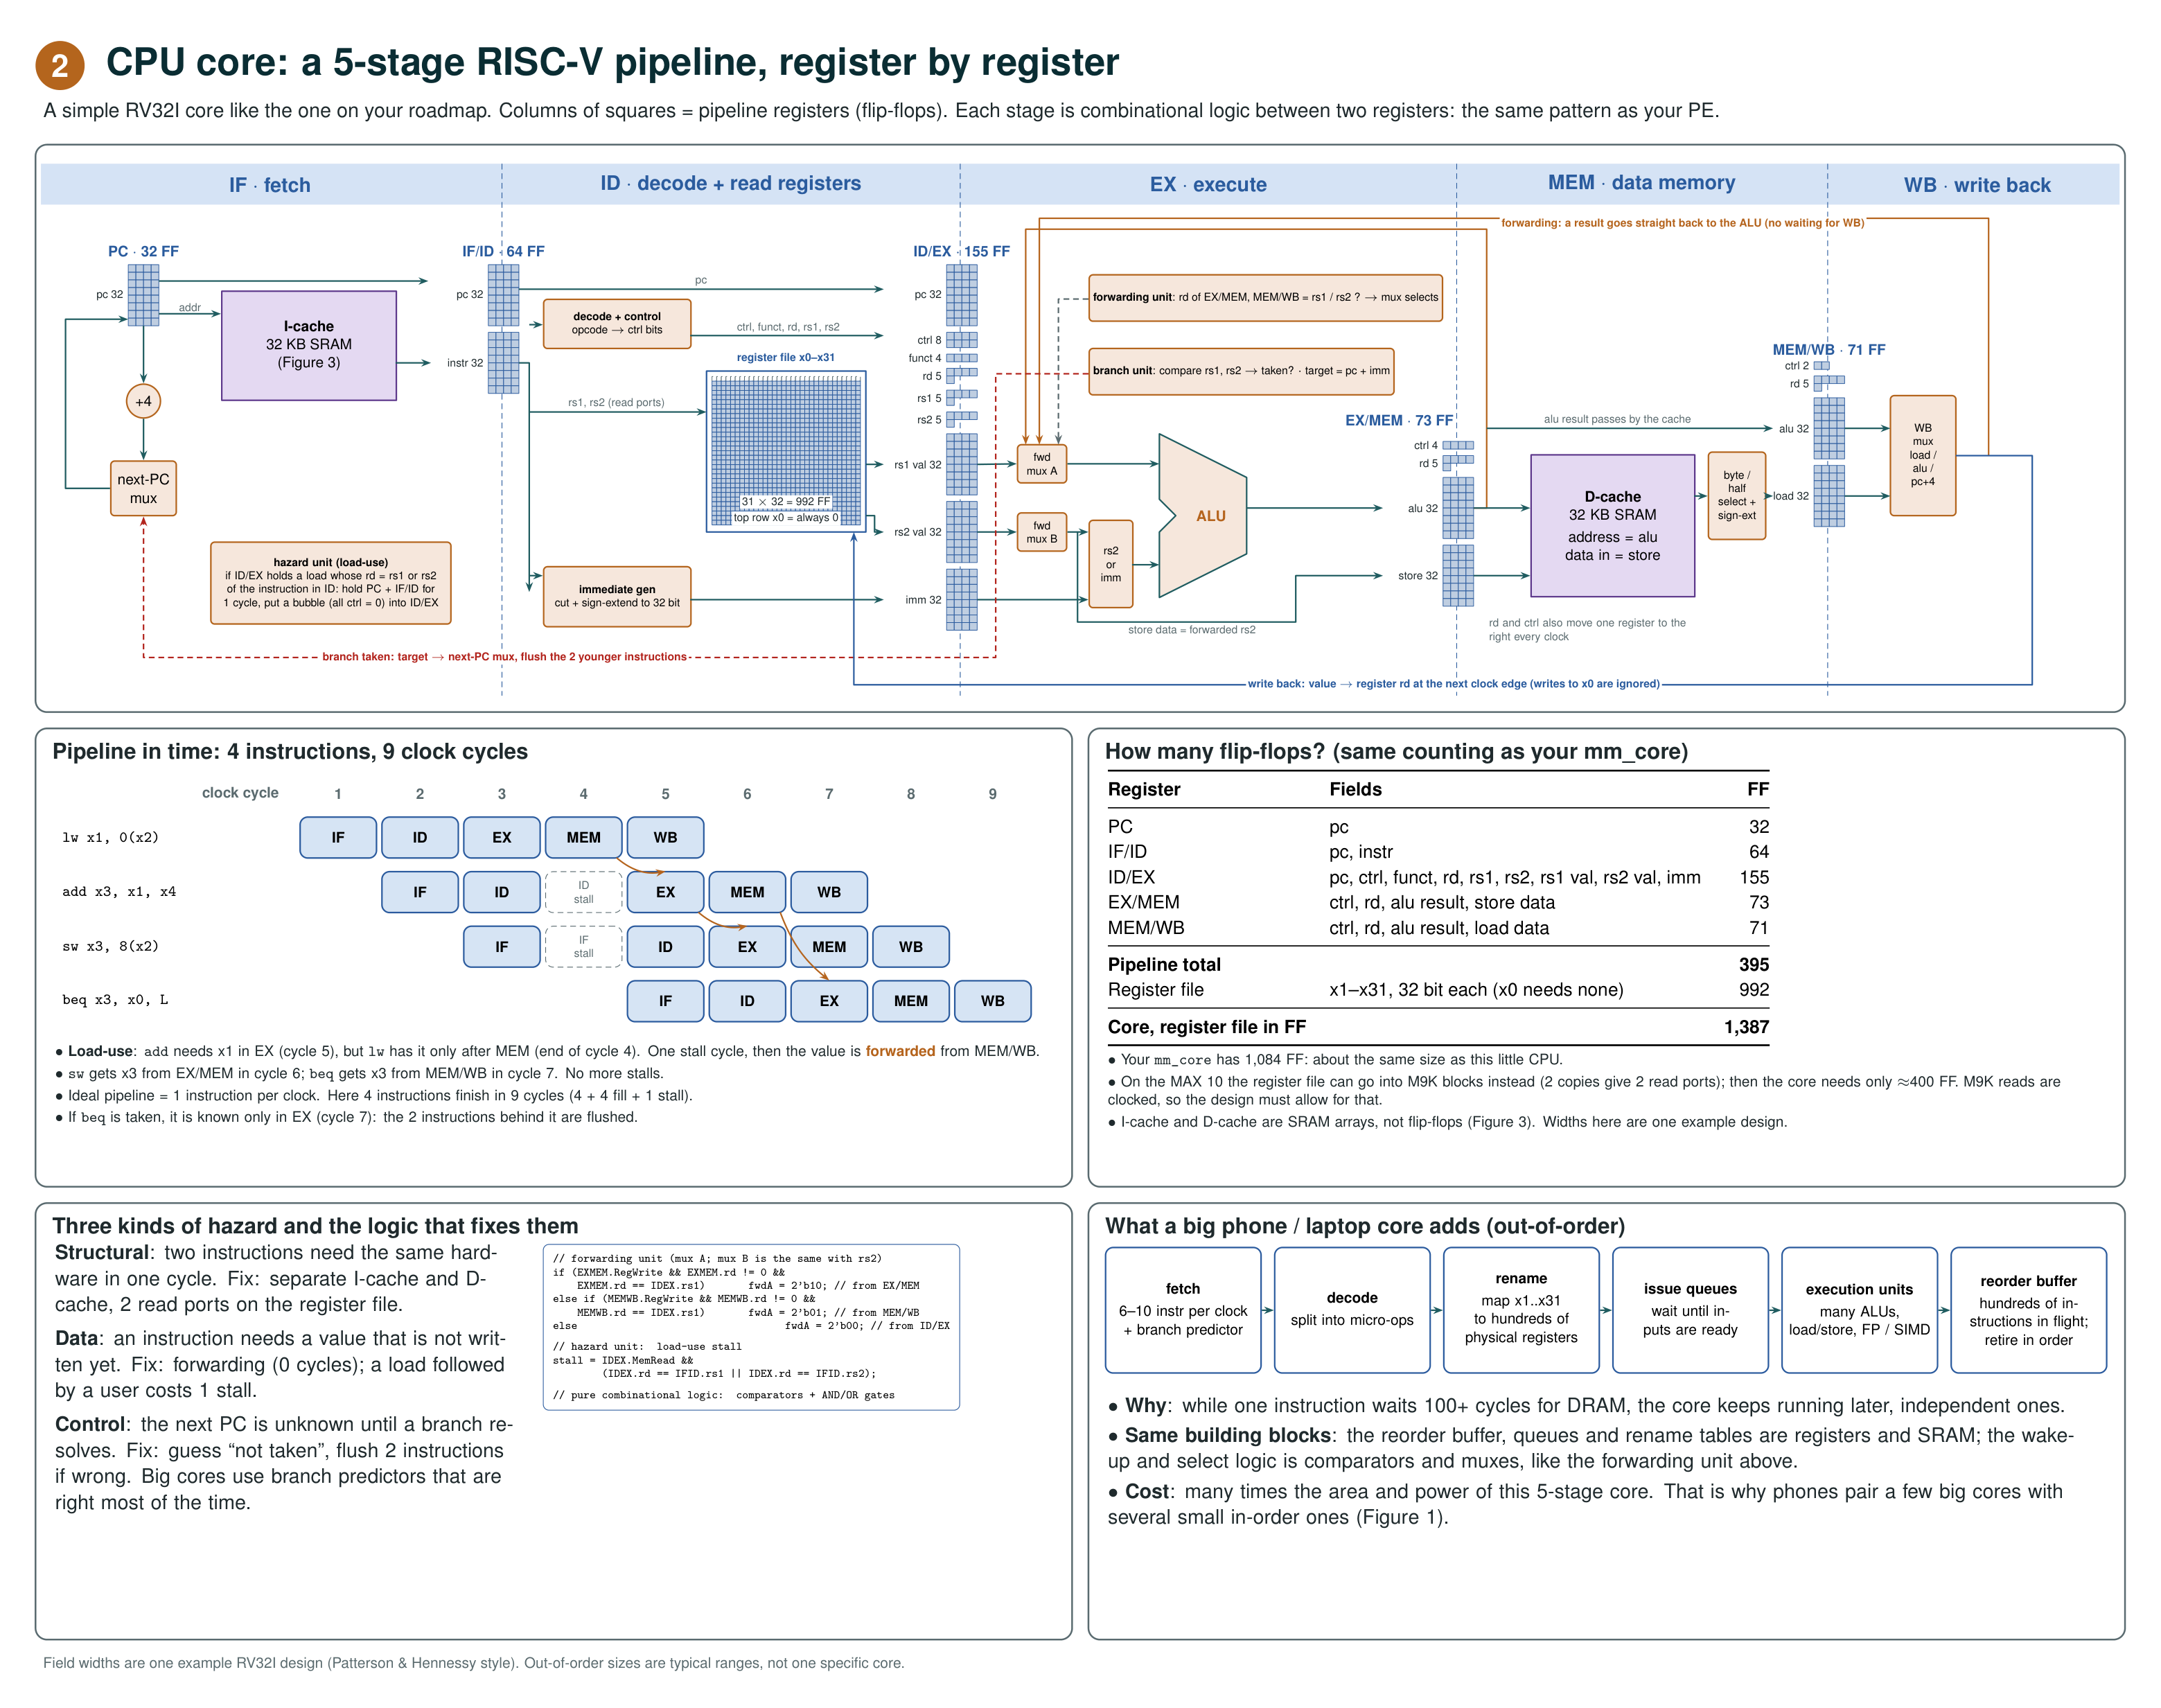 2
CPU core: a 5-stage RISC-V pipeline, register by register
A simple RV32I core like the one on your roadmap. Columns of squares = pipeline registers (flip-flops). Each stage is combinational logic between two registers: the same pattern as your PE.
IF · fetch
ID · decode + read registers
EX · execute
MEM · data memory
WB · write back
forwarding: a result goes straight back to the ALU (no waiting for WB)
PC · 32 FF
pc 32
addr
I-cache
32 KB SRAM
(Figure 3)
+4
next-PC
mux
hazard unit (load-use)
if ID/EX holds a load whose rd = rs1 or rs2
of the instruction in ID: hold PC + IF/ID for
1 cycle, put a bubble (all ctrl = 0) into ID/EX
branch taken: target → next-PC mux, flush the 2 younger instructions
IF/ID · 64 FF
pc 32
instr 32
pc
decode + control
opcode → ctrl bits
ctrl, funct, rd, rs1, rs2
register file x0–x31
rs1, rs2 (read ports)
31 × 32 = 992 FF
top row x0 = always 0
immediate gen
cut + sign-extend to 32 bit
ID/EX · 155 FF
pc 32
ctrl 8
funct 4
rd 5
rs1 5
rs2 5
rs1 val 32
rs2 val 32
imm 32
forwarding unit: rd of EX/MEM, MEM/WB = rs1 / rs2 ? → mux selects
branch unit: compare rs1, rs2 → taken? · target = pc + imm
fwd
mux A
fwd
mux B
rs2
or
imm
ALU
store data = forwarded rs2
EX/MEM · 73 FF
ctrl 4
rd 5
alu 32
store 32
alu result passes by the cache
D-cache
32 KB SRAM
address = alu
data in = store
byte /
half
select +
sign-ext
rd and ctrl also move one register to the
right every clock
MEM/WB · 71 FF
ctrl 2
rd 5
alu 32
load 32
WB
mux
load /
alu /
pc+4
write back: value → register rd at the next clock edge (writes to x0 are ignored)
Pipeline in time: 4 instructions, 9 clock cycles
clock cycle 1 2 3 4 5 6 7 8 9
lw x1, 0(x2) IF ID EX MEM WB
add x3, x1, x4 IF ID ID stall EX MEM WB
sw x3, 8(x2) IF IF stall ID EX MEM WB
beq x3, x0, L IF ID EX MEM WB
● Load-use: add needs x1 in EX (cycle 5), but lw has it only after MEM (end of cycle 4). One stall cycle, then the value is forwarded from MEM/WB.
● sw gets x3 from EX/MEM in cycle 6; beq gets x3 from MEM/WB in cycle 7. No more stalls.
● Ideal pipeline = 1 instruction per clock. Here 4 instructions finish in 9 cycles (4 + 4 fill + 1 stall).
● If beq is taken, it is known only in EX (cycle 7): the 2 instructions behind it are flushed.
How many flip-flops? (same counting as your mm_core)
Register Fields FF
PC pc 32
IF/ID pc, instr 64
ID/EX pc, ctrl, funct, rd, rs1, rs2, rs1 val, rs2 val, imm 155
EX/MEM ctrl, rd, alu result, store data 73
MEM/WB ctrl, rd, alu result, load data 71
Pipeline total 395
Register file x1–x31, 32 bit each (x0 needs none) 992
Core, register file in FF 1,387
● Your mm_core has 1,084 FF: about the same size as this little CPU.
● On the MAX 10 the register file can go into M9K blocks instead (2 copies give 2 read ports); then the core needs only ≈400 FF. M9K reads are
clocked, so the design must allow for that.
● I-cache and D-cache are SRAM arrays, not flip-flops (Figure 3). Widths here are one example design.
Three kinds of hazard and the logic that fixes them
Structural: two instructions need the same hard-
ware in one cycle. Fix: separate I-cache and D-
cache, 2 read ports on the register file.
Data: an instruction needs a value that is not writ-
ten yet. Fix: forwarding (0 cycles); a load followed
by a user costs 1 stall.
Control: the next PC is unknown until a branch re-
solves. Fix: guess “not taken”, flush 2 instructions
if wrong. Big cores use branch predictors that are
right most of the time.
// forwarding unit (mux A; mux B is the same with rs2)
if (EXMEM.RegWrite && EXMEM.rd != 0 &&
EXMEM.rd == IDEX.rs1) fwdA = 2’b10; // from EX/MEM
else if (MEMWB.RegWrite && MEMWB.rd != 0 &&
MEMWB.rd == IDEX.rs1) fwdA = 2’b01; // from MEM/WB
else fwdA = 2’b00; // from ID/EX
// hazard unit: load-use stall
stall = IDEX.MemRead &&
(IDEX.rd == IFID.rs1 || IDEX.rd == IFID.rs2);
// pure combinational logic: comparators + AND/OR gates
What a big phone / laptop core adds (out-of-order)
fetch
6–10 instr per clock
+ branch predictor
decode
split into micro-ops
rename
map x1..x31
to hundreds of
physical registers
issue queues
wait until in-
puts are ready
execution units
many ALUs,
load/store, FP / SIMD
reorder buffer
hundreds of in-
structions in flight;
retire in order
● Why: while one instruction waits 100+ cycles for DRAM, the core keeps running later, independent ones.
● Same building blocks: the reorder buffer, queues and rename tables are registers and SRAM; the wake-
up and select logic is comparators and muxes, like the forwarding unit above.
● Cost: many times the area and power of this 5-stage core. That is why phones pair a few big cores with
several small in-order ones (Figure 1).
Field widths are one example RV32I design (Patterson & Hennessy style). Out-of-order sizes are typical ranges, not one specific core.